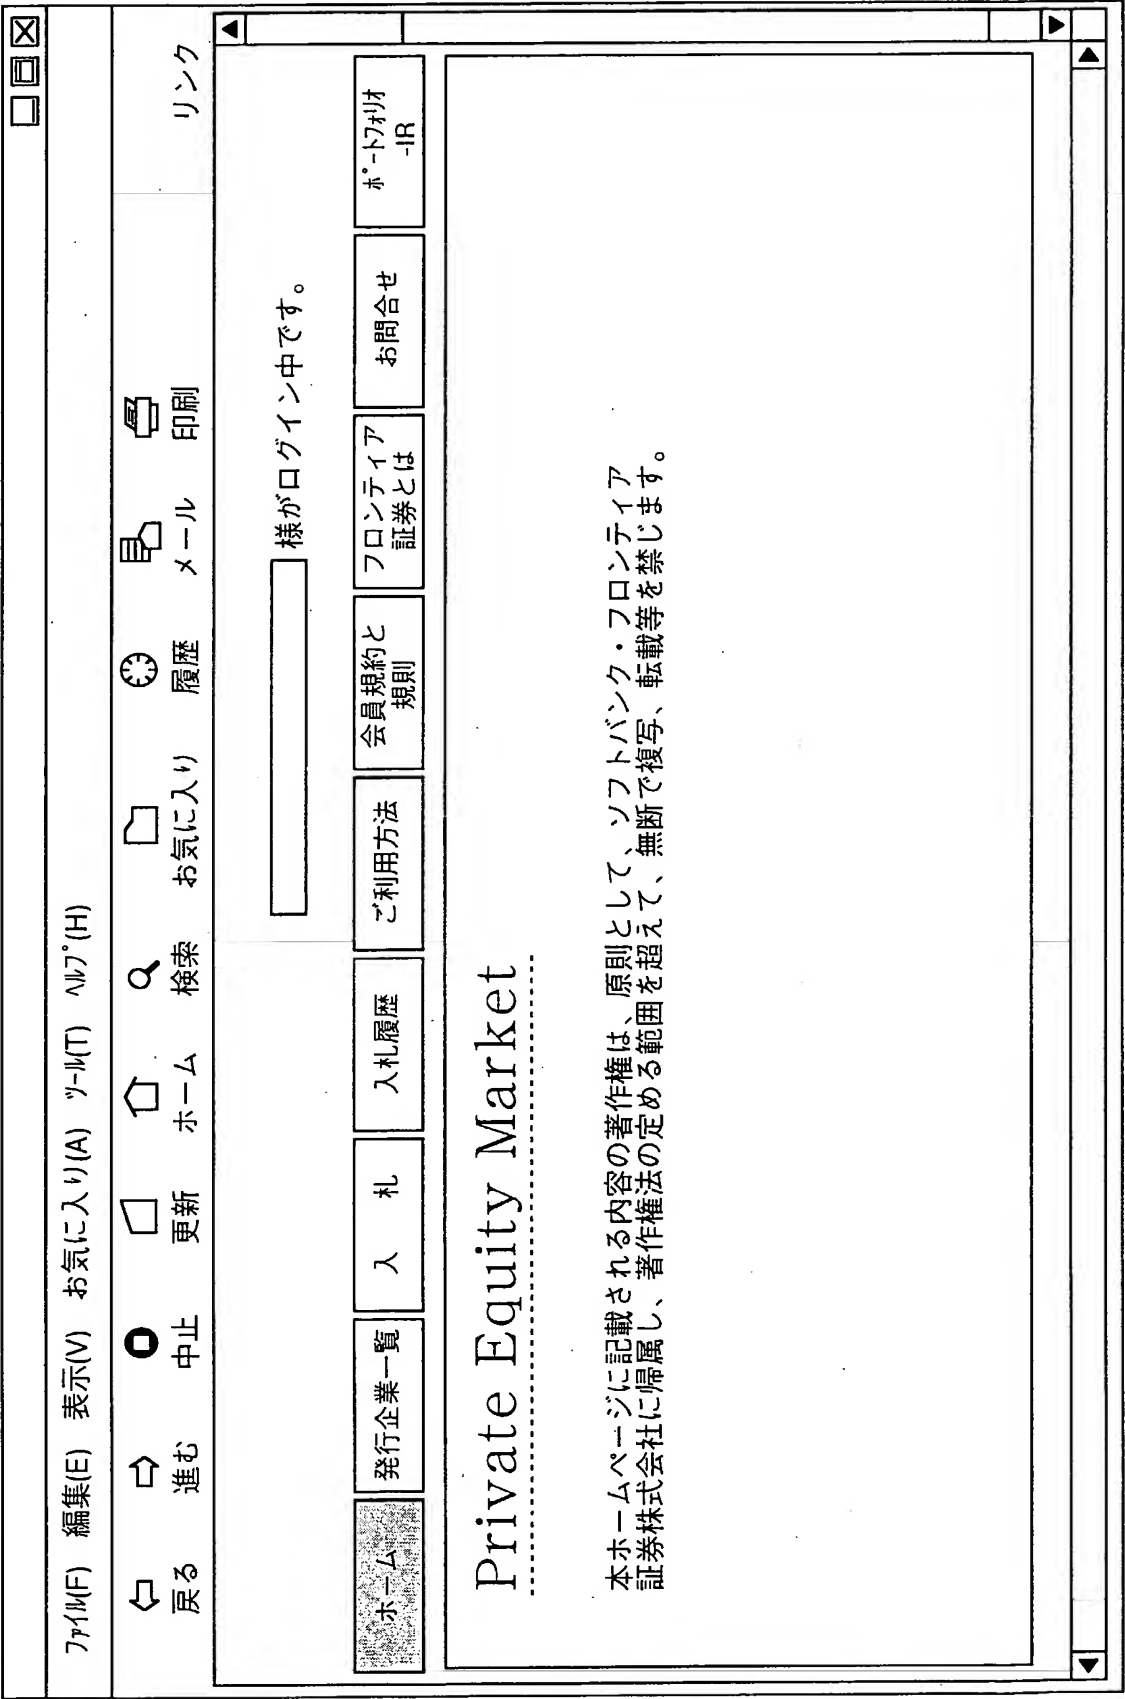 ﾌｧｲﾙ(F) 編集(E) 表示(V) お気に入り(A) ﾂｰﾙ(T) ﾍﾙﾌﾟ(H)
戻る 進む 中止 更新 ホーム 検索 お気に入り 履歴 メール 印刷 リンク
様がログイン中です。
ホーム
発行企業一覧
入 札
入札履歴
ご利用方法
会員規約と
規則
フロンティア
証券とは
お問合せ
ﾎﾟｰﾄﾌｫﾘｵ
-IR
Private Equity Market
本ホームページに記載される内容の著作権は、原則として、ソフトバンク・フロンティア
証券株式会社に帰属し、著作権法の定める範囲を超えて、無断で複写、転載等を禁じます。